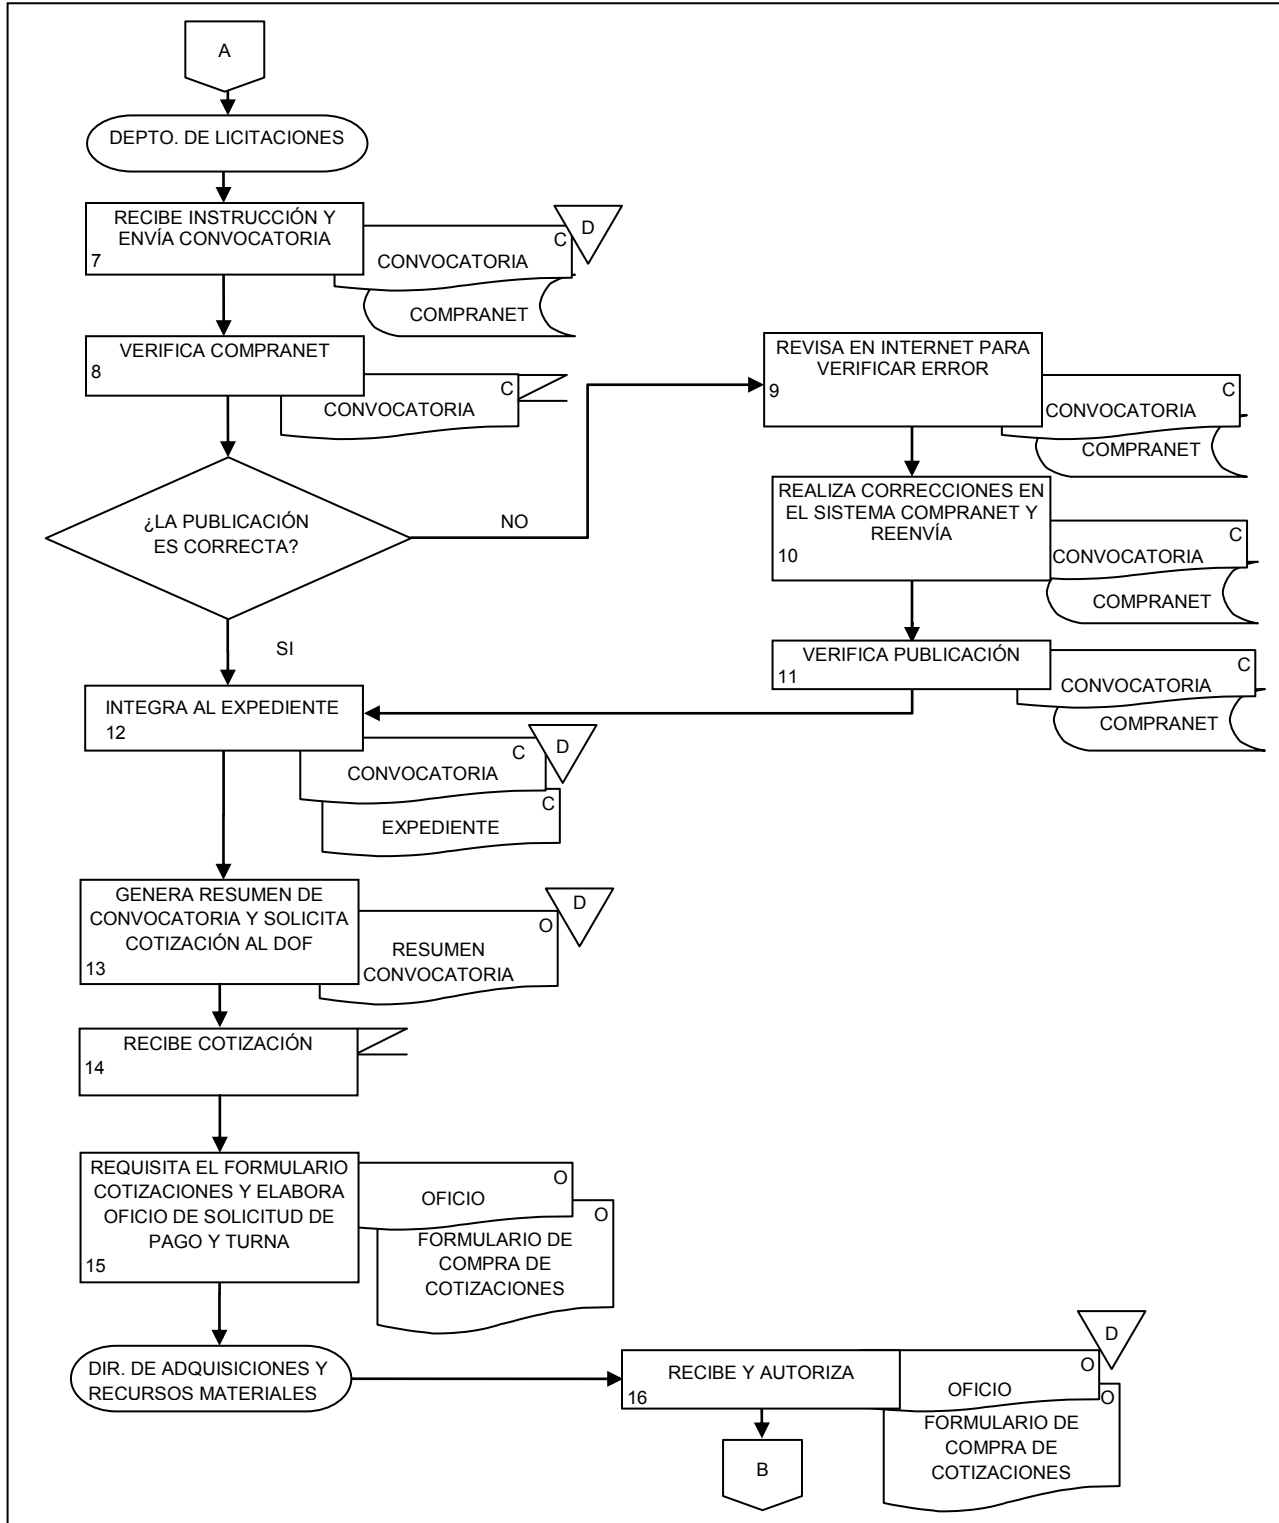 A
DEPTO. DE LICITACIONES
RECIBE INSTRUCCIÓN Y
ENVÍA CONVOCATORIA
7
C
D
CONVOCATORIA
COMPRANET
VERIFICA COMPRANET
8
C
CONVOCATORIA
¿LA PUBLICACIÓN
ES CORRECTA?
NO
SI
REVISA EN INTERNET PARA
VERIFICAR ERROR
9
C
CONVOCATORIA
COMPRANET
REALIZA CORRECCIONES EN
EL SISTEMA COMPRANET Y
REENVÍA
10
C
CONVOCATORIA
COMPRANET
VERIFICA PUBLICACIÓN
11
C
CONVOCATORIA
COMPRANET
INTEGRA AL EXPEDIENTE
12
C
D
CONVOCATORIA
C
EXPEDIENTE
GENERA RESUMEN DE
CONVOCATORIA Y SOLICITA
COTIZACIÓN AL DOF
13
O
D
RESUMEN
CONVOCATORIA
RECIBE COTIZACIÓN
14
REQUISITA EL FORMULARIO
COTIZACIONES Y ELABORA
OFICIO DE SOLICITUD DE
PAGO Y TURNA
15
O
OFICIO
O
FORMULARIO DE
COMPRA DE
COTIZACIONES
DIR. DE ADQUISICIONES Y
RECURSOS MATERIALES
RECIBE Y AUTORIZA
16
O
D
OFICIO
O
FORMULARIO DE
COMPRA DE
COTIZACIONES
B